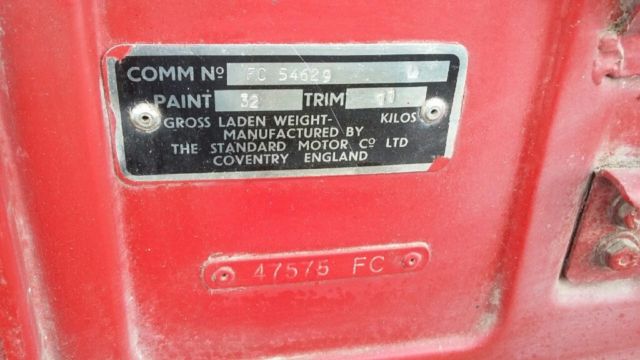 COMM Nº FC 54629 L
PAINT 32 TRIM 11
GROSS LADEN WEIGHT- KILOS
MANUFACTURED BY
THE STANDARD MOTOR Cº LTD
COVENTRY ENGLAND
47575 FC